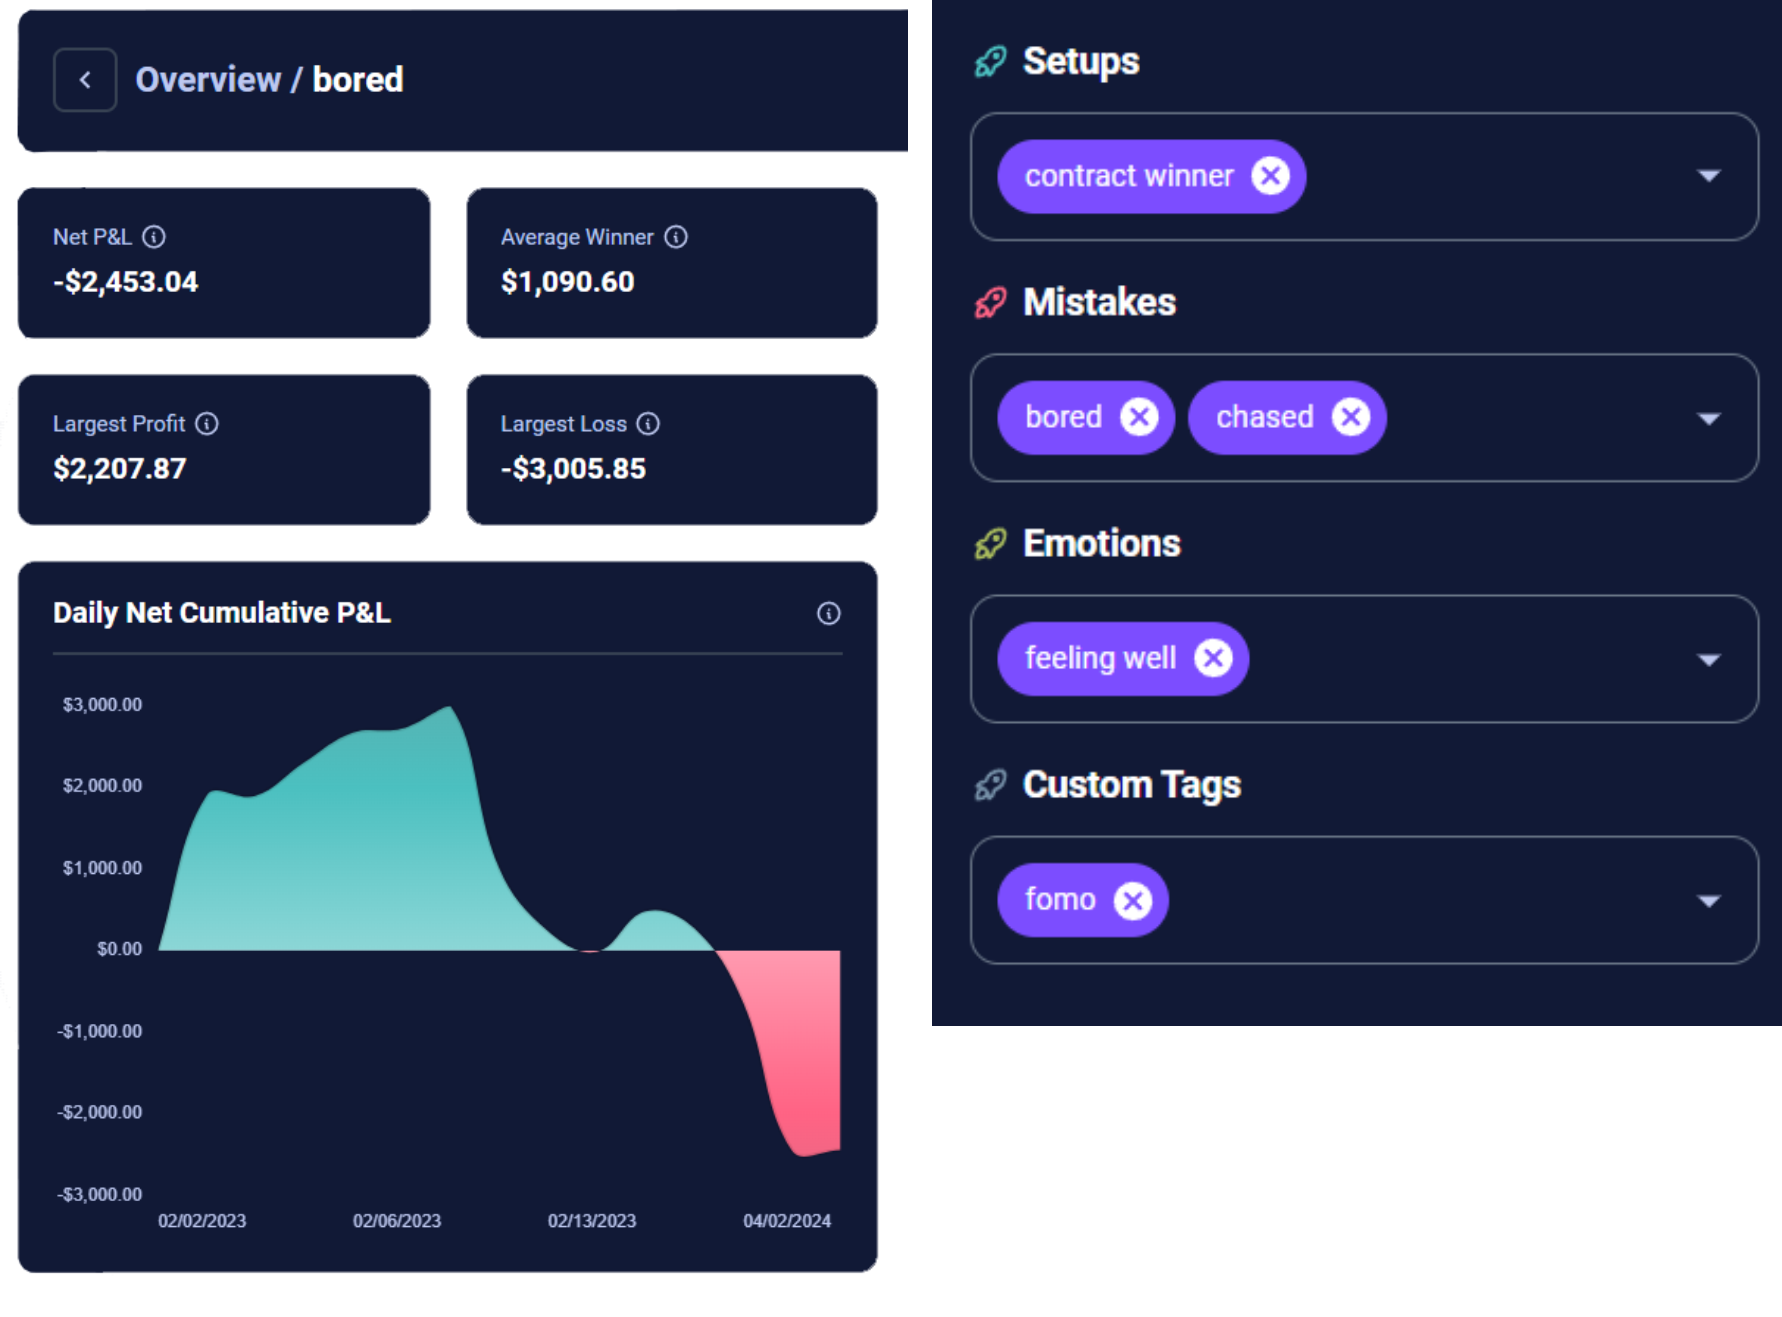 Overview / bored
Net P&L
-$2,453.04
Average Winner
$1,090.60
Largest Profit
$2,207.87
Largest Loss
-$3,005.85
Daily Net Cumulative P&L
$3,000.00
$2,000.00
$1,000.00
$0.00
-$1,000.00
-$2,000.00
-$3,000.00
02/02/2023 02/06/2023 02/13/2023 04/02/2024
Setups
contract winner
Mistakes
bored chased
Emotions
feeling well
Custom Tags
fomo